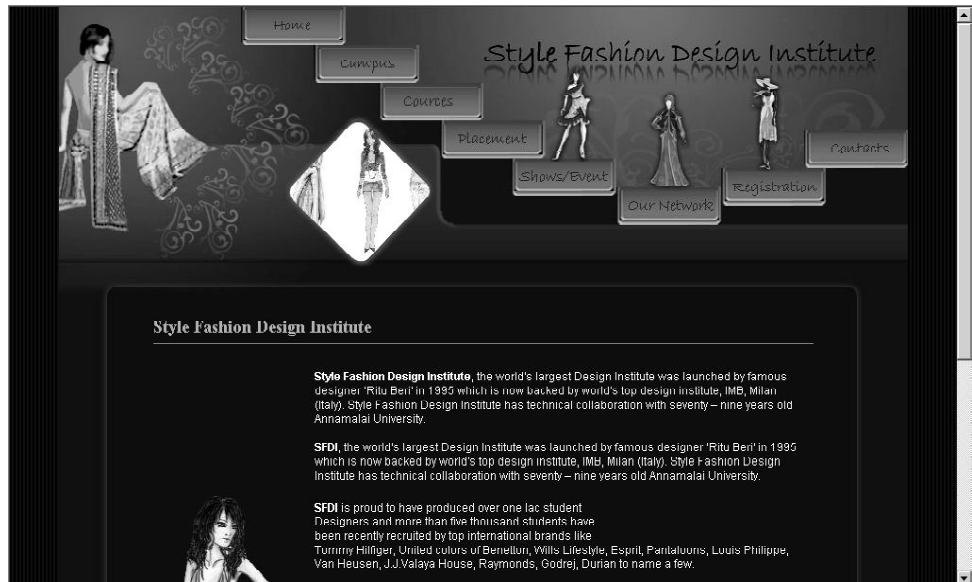 Home
Cumpus
Cources
Placement
Shows/Event
Our Network
Registration
Contacts
Style Fashion Design Institute
Style Fashion Design Institute
Style Fashion Design Institute, the world's largest Design Institute was launched by famous
designer 'Ritu Beri' in 1995 which is now backed by world's top design institute, IMB, Milan
(Italy). Style Fashion Design Institute has technical collaboration with seventy – nine years old
Annamalai University.
SFDI, the world's largest Design Institute was launched by famous designer 'Ritu Beri' in 1995
which is now backed by world's top design institute, IMB, Milan (Italy). Style Fashion Design
Institute has technical collaboration with seventy – nine years old Annamalai University.
SFDI is proud to have produced over one lac student
Designers and more than five thousand students have
been recently recruited by top international brands like
Tommy Hilfiger, United colors of Benetton, Wills Lifestyle, Esprit, Pantaloons, Louis Philippe,
Van Heusen, J.J.Valaya House, Raymonds, Godrej, Durian to name a few.